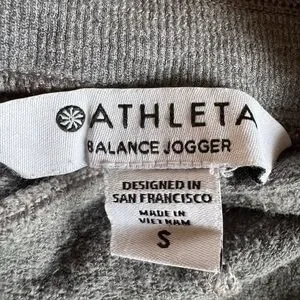 ATHLETA
BALANCE JOGGER
DESIGNED IN
SAN FRANCISCO
MADE IN
VIETNAM
S